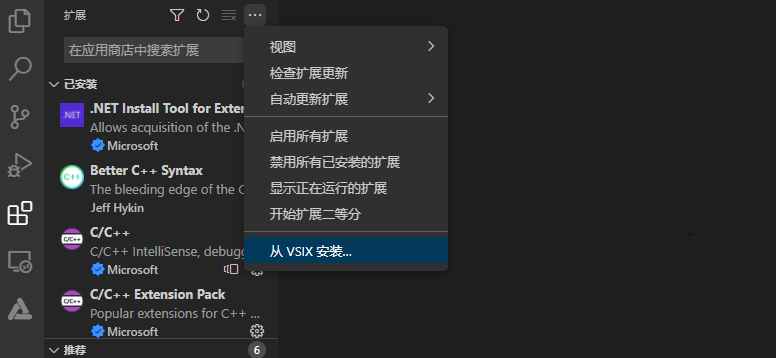 扩展
在应用商店中搜索扩展
已安装
.NET
.NET Install Tool for Exten
Allows acquisition of the .N
Microsoft
C++
Better C++ Syntax
The bleeding edge of the C
Jeff Hykin
C/C++
C/C++
C/C++ IntelliSense, debugg
Microsoft
C/C++
C/C++ Extension Pack
Popular extensions for C++ ...
Microsoft
推荐
6
视图
检查扩展更新
自动更新扩展
启用所有扩展
禁用所有已安装的扩展
显示正在运行的扩展
开始扩展二等分
从 VSIX 安装...